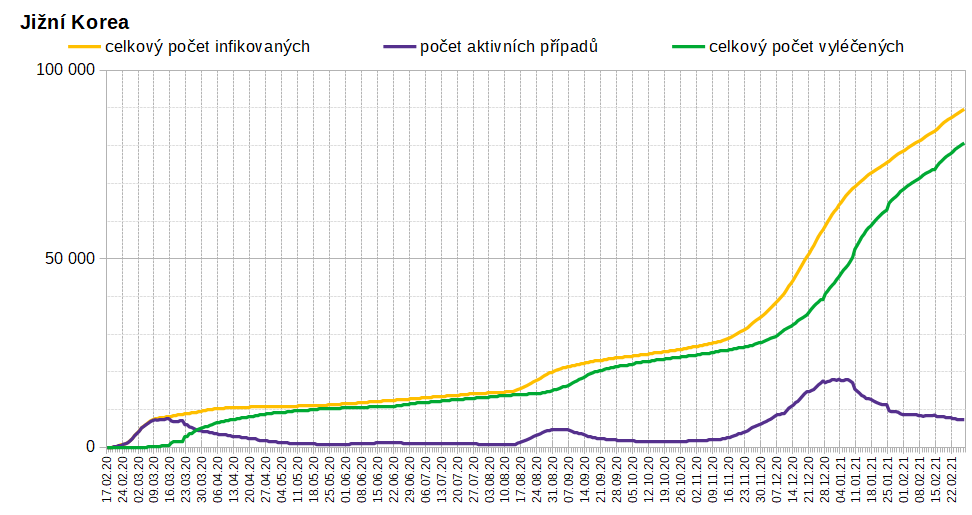 Jižní Korea
celkový počet infikovaných počet aktivních případů celkový počet vyléčených
100 000
50 000
0
17.02.20 24.02.20 02.03.20 09.03.20 16.03.20 23.03.20 30.03.20 06.04.20 13.04.20 20.04.20 27.04.20 04.05.20 11.05.20 18.05.20 25.05.20 01.06.20 08.06.20 15.06.20 22.06.20 29.06.20 06.07.20 13.07.20 20.07.20 27.07.20 03.08.20 10.08.20 17.08.20 24.08.20 31.08.20 07.09.20 14.09.20 21.09.20 28.09.20 05.10.20 12.10.20 19.10.20 26.10.20 02.11.20 09.11.20 16.11.20 23.11.20 30.11.20 07.12.20 14.12.20 21.12.20 28.12.20 04.01.21 11.01.21 18.01.21 25.01.21 01.02.21 08.02.21 15.02.21 22.02.21